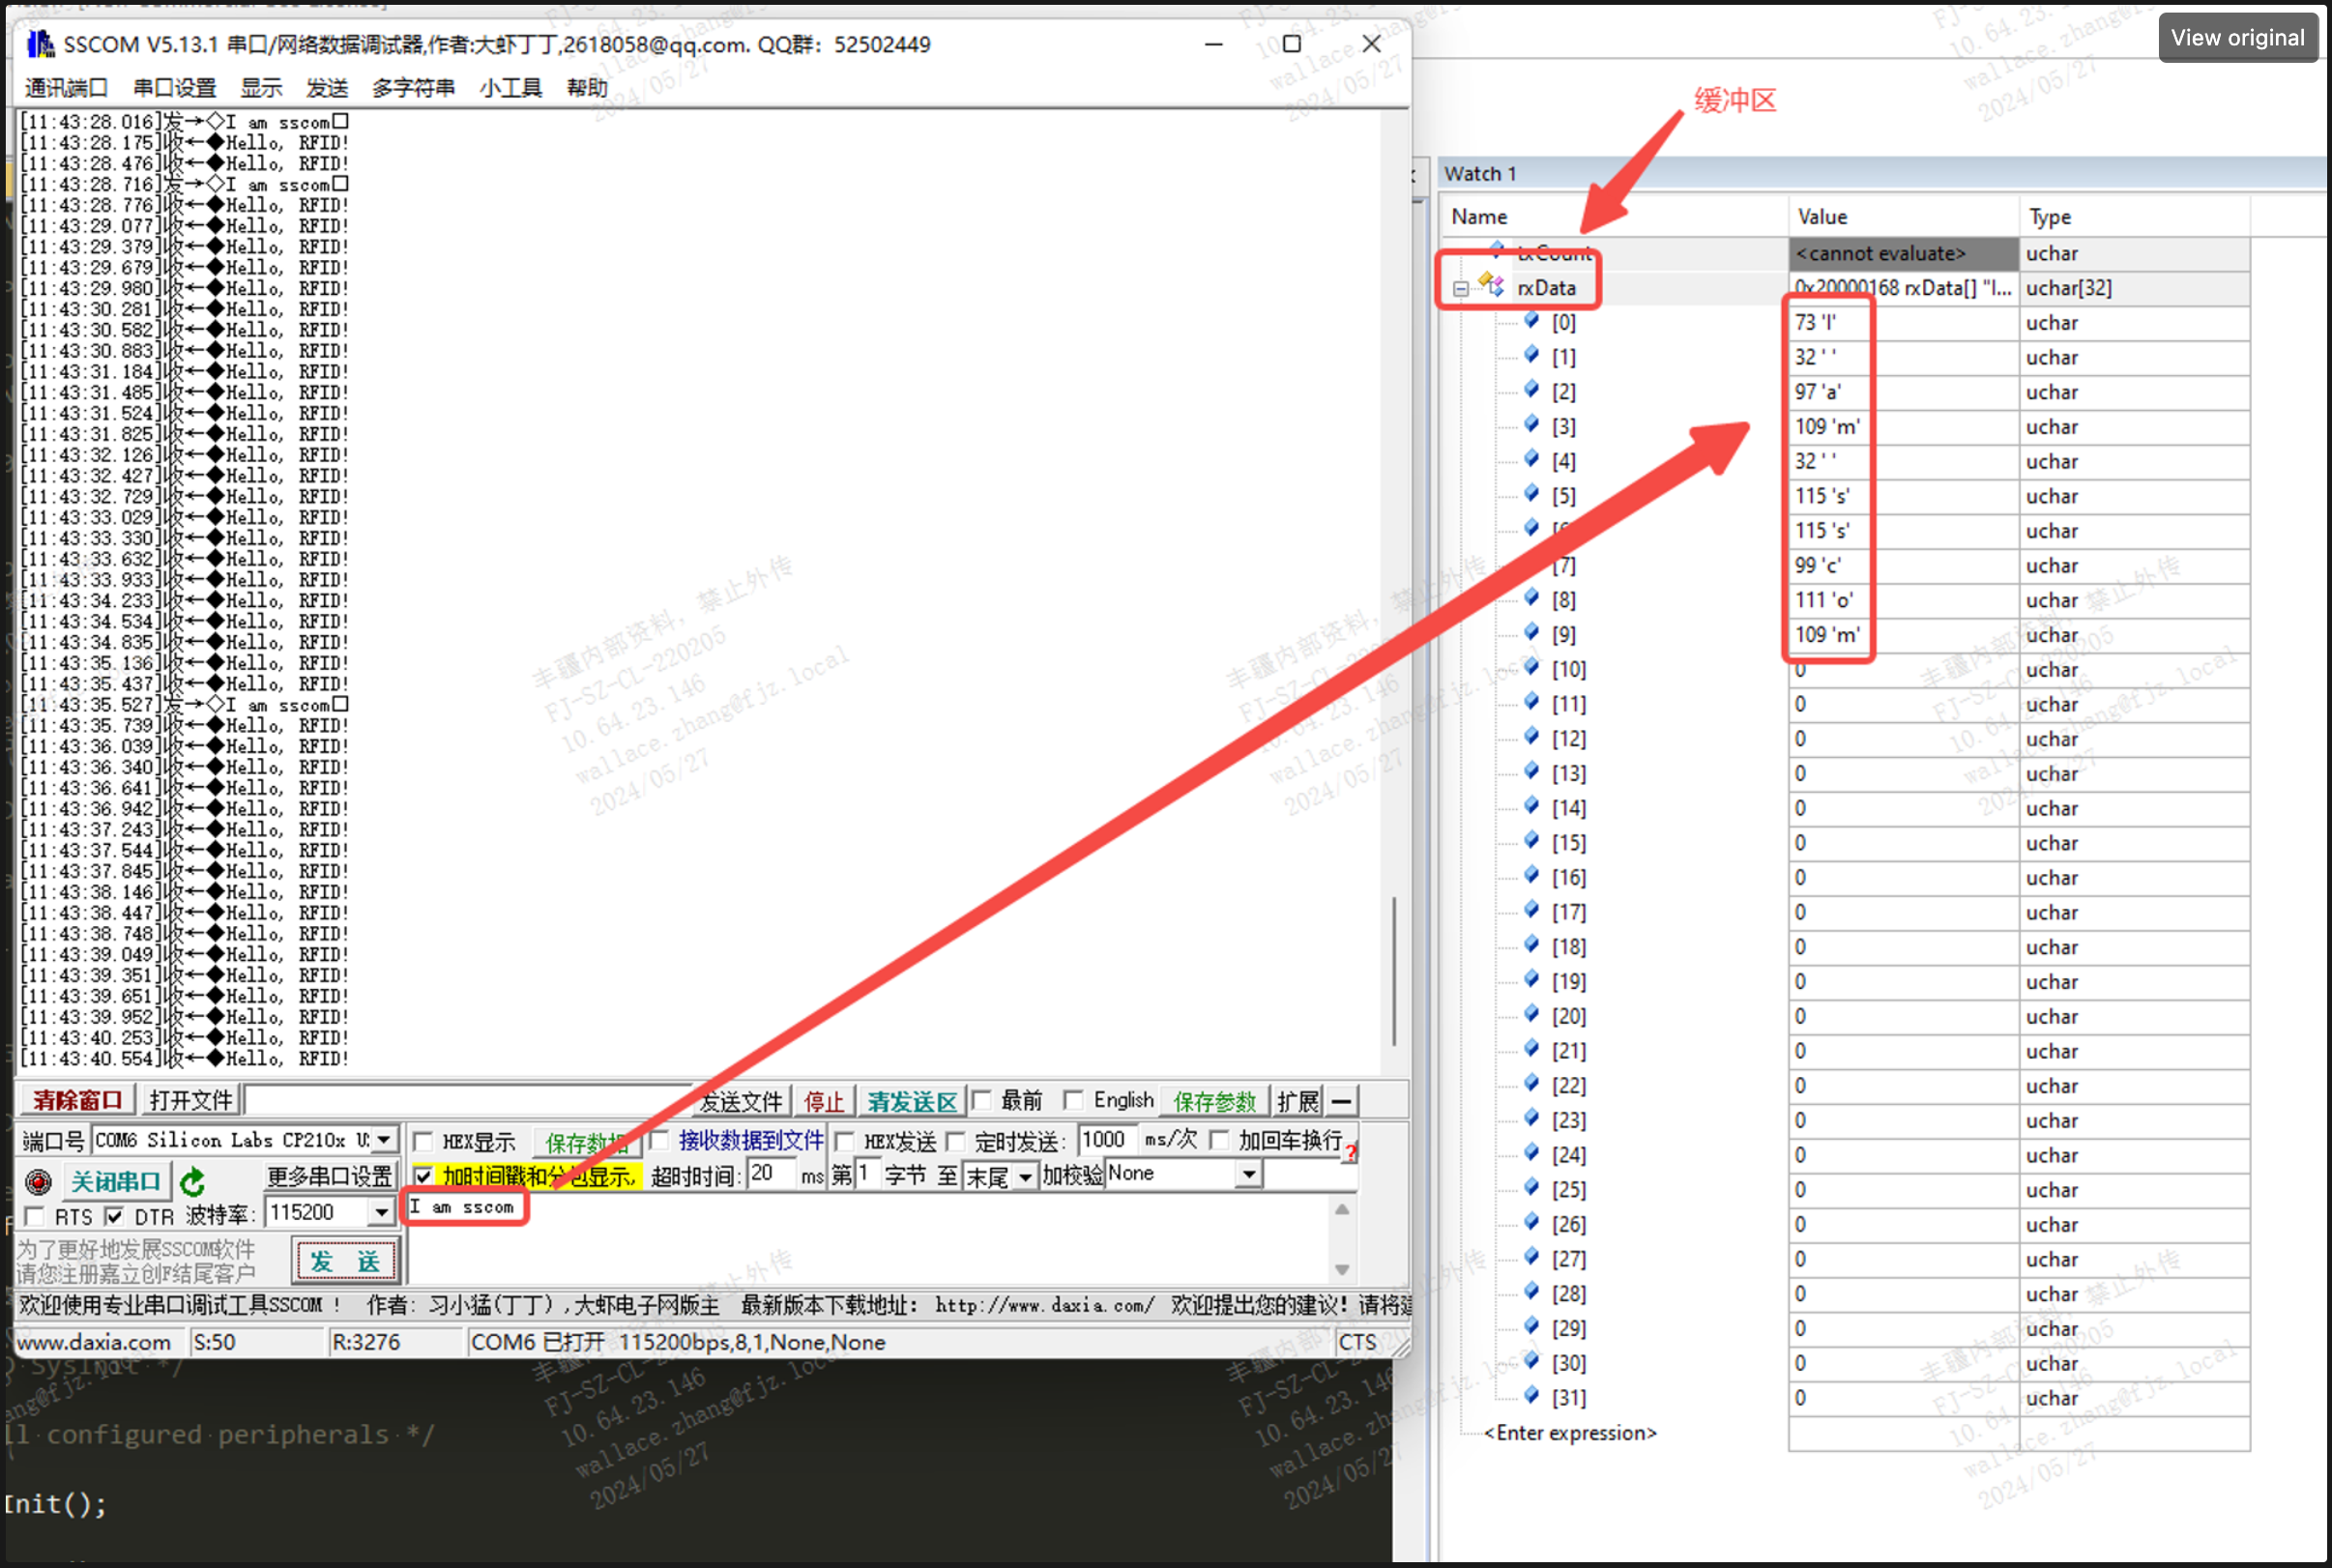 View original
SSCOM V5.13.1 串口/网络数据调试器,作者:大虾丁丁,2618058@qq.com. QQ群: 52502449
通讯端口 串口设置 显示 发送 多字符串 小工具 帮助
[11:43:28.016]发→◇I am sscom□
[11:43:28.175]收←◆Hello, RFID!
[11:43:28.476]收←◆Hello, RFID!
[11:43:28.716]发→◇I am sscom□
[11:43:28.776]收←◆Hello, RFID!
[11:43:29.077]收←◆Hello, RFID!
[11:43:29.379]收←◆Hello, RFID!
[11:43:29.679]收←◆Hello, RFID!
[11:43:29.980]收←◆Hello, RFID!
[11:43:30.281]收←◆Hello, RFID!
[11:43:30.582]收←◆Hello, RFID!
[11:43:30.883]收←◆Hello, RFID!
[11:43:31.184]收←◆Hello, RFID!
[11:43:31.485]收←◆Hello, RFID!
[11:43:31.524]收←◆Hello, RFID!
[11:43:31.825]收←◆Hello, RFID!
[11:43:32.126]收←◆Hello, RFID!
[11:43:32.427]收←◆Hello, RFID!
[11:43:32.729]收←◆Hello, RFID!
[11:43:33.029]收←◆Hello, RFID!
[11:43:33.330]收←◆Hello, RFID!
[11:43:33.632]收←◆Hello, RFID!
[11:43:33.933]收←◆Hello, RFID!
[11:43:34.233]收←◆Hello, RFID!
[11:43:34.534]收←◆Hello, RFID!
[11:43:34.835]收←◆Hello, RFID!
[11:43:35.136]收←◆Hello, RFID!
[11:43:35.437]收←◆Hello, RFID!
[11:43:35.527]发→◇I am sscom□
[11:43:35.739]收←◆Hello, RFID!
[11:43:36.039]收←◆Hello, RFID!
[11:43:36.340]收←◆Hello, RFID!
[11:43:36.641]收←◆Hello, RFID!
[11:43:36.942]收←◆Hello, RFID!
[11:43:37.243]收←◆Hello, RFID!
[11:43:37.544]收←◆Hello, RFID!
[11:43:37.845]收←◆Hello, RFID!
[11:43:38.146]收←◆Hello, RFID!
[11:43:38.447]收←◆Hello, RFID!
[11:43:38.748]收←◆Hello, RFID!
[11:43:39.049]收←◆Hello, RFID!
[11:43:39.351]收←◆Hello, RFID!
[11:43:39.651]收←◆Hello, RFID!
[11:43:39.952]收←◆Hello, RFID!
[11:43:40.253]收←◆Hello, RFID!
[11:43:40.554]收←◆Hello, RFID!
清除窗口 打开文件 发送文件 停止 清发送区 最前 English 保存参数 扩展 —
端口号 COM6 Silicon Labs CP210x U HEX显示 保存数据 接收数据到文件 HEX发送 定时发送: 1000 ms/次 加回车换行
关闭串口 更多串口设置 加时间戳和分包显示, 超时时间: 20 ms 第 1 字节 至 末尾 加校验 None
RTS DTR 波特率: 115200 I am sscom
为了更好地发展SSCOM软件
请您注册嘉立创F结尾客户
发 送
欢迎使用专业串口调试工具SSCOM ! 作者: 习小猛(丁丁),大虾电子网版主 最新版本下载地址: http://www.daxia.com/ 欢迎提出您的建议! 请将建
www.daxia.com S:50 R:3276 COM6 已打开 115200bps,8,1,None,None CTS
缓冲区
Watch 1
Name Value Type
txCount <cannot evaluate> uchar
rxData 0x20000168 rxData[] "I... uchar[32]
[0] 73 'I' uchar
[1] 32 ' ' uchar
[2] 97 'a' uchar
[3] 109 'm' uchar
[4] 32 ' ' uchar
[5] 115 's' uchar
115 's' uchar
[7] 99 'c' uchar
[8] 111 'o' uchar
[9] 109 'm' uchar
[10] 0 uchar
[11] 0 uchar
[12] 0 uchar
[13] 0 uchar
[14] 0 uchar
[15] 0 uchar
[16] 0 uchar
[17] 0 uchar
[18] 0 uchar
[19] 0 uchar
[20] 0 uchar
[21] 0 uchar
[22] 0 uchar
[23] 0 uchar
[24] 0 uchar
[25] 0 uchar
[26] 0 uchar
[27] 0 uchar
[28] 0 uchar
[29] 0 uchar
[30] 0 uchar
[31] 0 uchar
<Enter expression>
SysInit */
ll configured peripherals */
Init();
丰疆内部资料, 禁止外传
FJ-SZ-CL-220205
10.64.23.146
wallace.zhang@fjz.local
2024/05/27